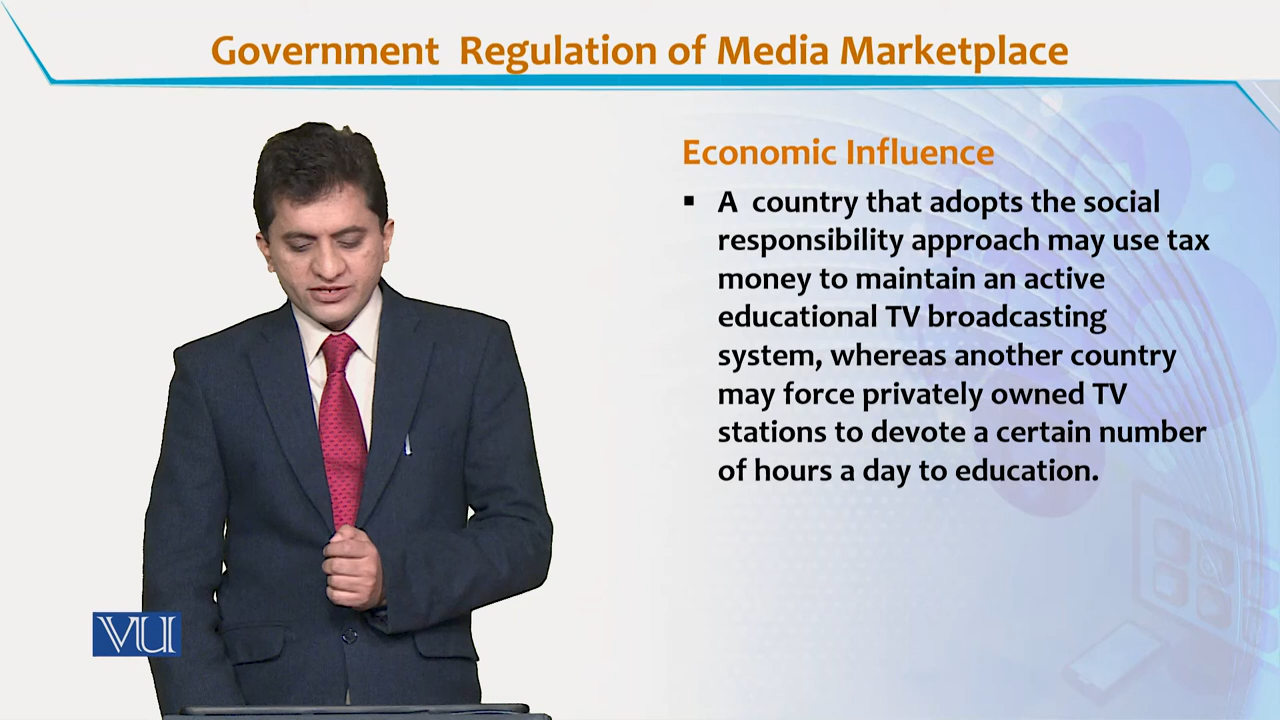 Government Regulation of Media Marketplace
Economic Influence
▪ A country that adopts the social
responsibility approach may use tax
money to maintain an active
educational TV broadcasting
system, whereas another country
may force privately owned TV
stations to devote a certain number
of hours a day to education.
VU